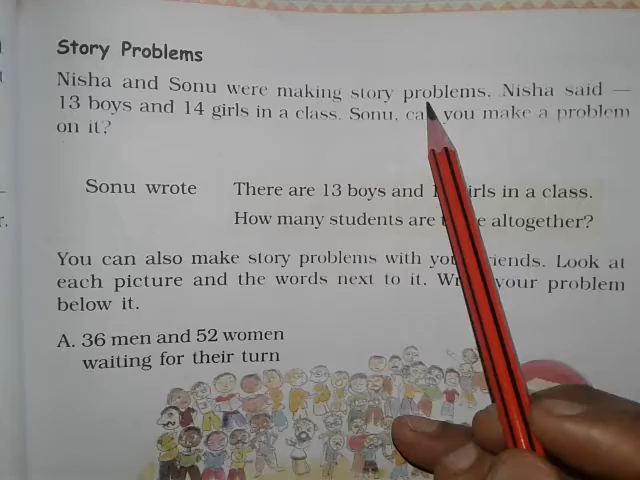 Story Problems
Nisha and Sonu were making story problems. Nisha said —
13 boys and 14 girls in a class. Sonu, ca you make a problem
on it?
Sonu wrote There are 13 boys and 1 irls in a class.
How many students are t e altogether?
You can also make story problems with yo iends. Look at
each picture and the words next to it. Wr your problem
below it.
A. 36 men and 52 women
waiting for their turn